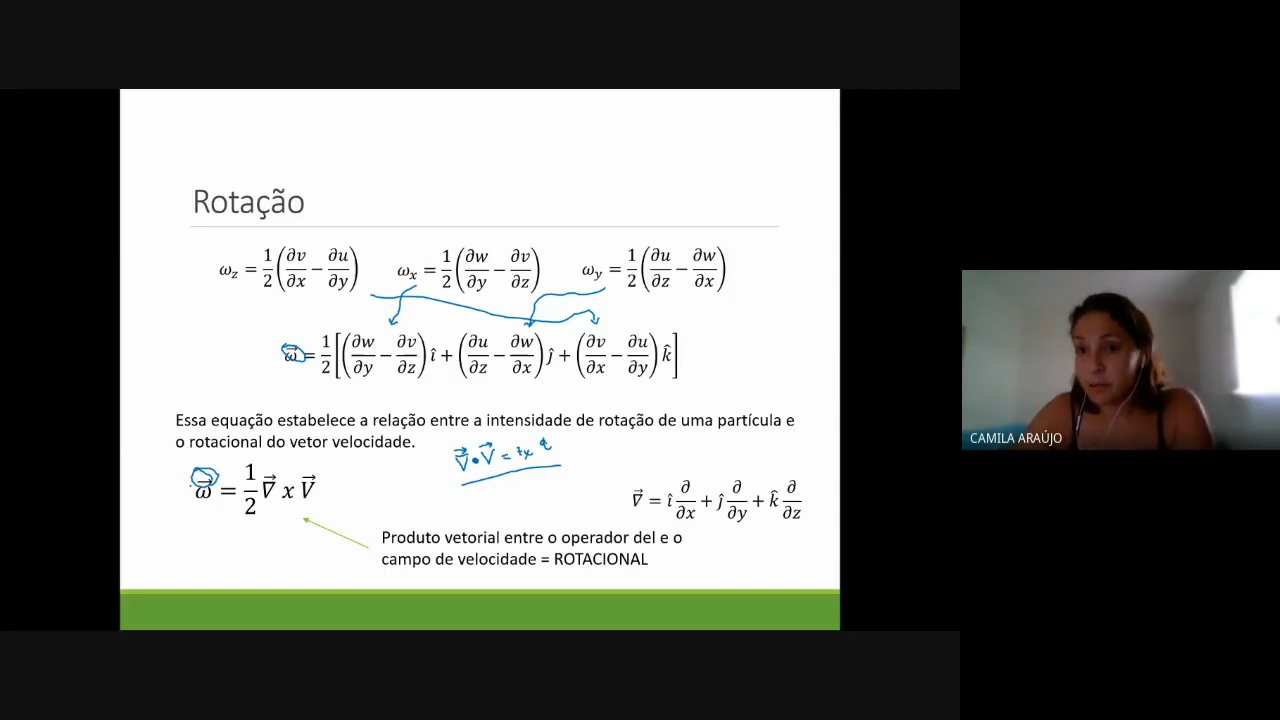 Rotação
ω_z = 1/2 (∂v/∂x − ∂u/∂y) ω_x = 1/2 (∂w/∂y − ∂v/∂z) ω_y = 1/2 (∂u/∂z − ∂w/∂x)
ω⃗ = 1/2 [(∂w/∂y − ∂v/∂z) î + (∂u/∂z − ∂w/∂x) ĵ + (∂v/∂x − ∂u/∂y) k̂]
Essa equação estabelece a relação entre a intensidade de rotação de uma partícula e
o rotacional do vetor velocidade.
∇⃗ • V⃗ =
ω⃗ = 1/2 ∇⃗ x V⃗
∇⃗ = î ∂/∂x + ĵ ∂/∂y + k̂ ∂/∂z
Produto vetorial entre o operador del e o
campo de velocidade = ROTACIONAL
CAMILA ARAÚJO